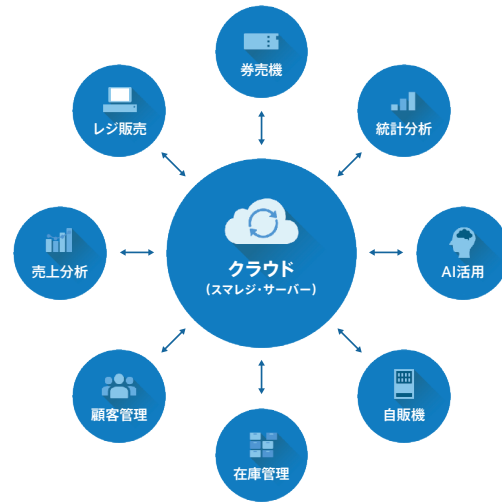 券売機
レジ販売
統計分析
クラウド
(スマレジ・サーバー)
売上分析
AI活用
顧客管理
自販機
在庫管理